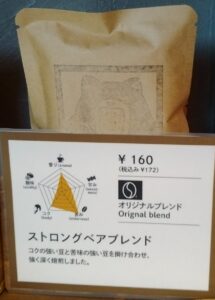 ¥ 160
(税込み ¥172)
香り (aroma)
酸味 (acidity)
甘み (sweetness)
コク (body)
苦み (bitterness)
オリジナルブレンド
Orignal blend
ストロングベアブレンド
コクの強い豆と苦味の強い豆を掛け合わせ、
強く深く焙煎しました。